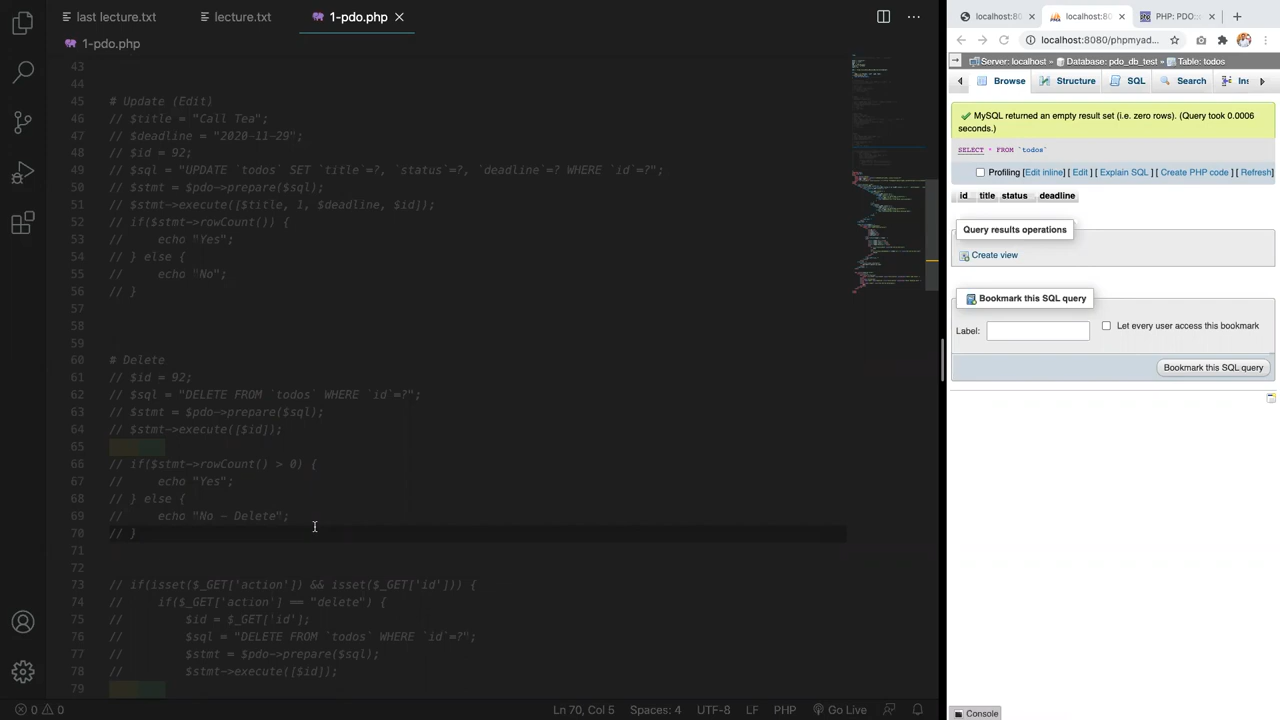 last lecture.txt
lecture.txt
1-pdo.php
1-pdo.php
43
44
45 # Update (Edit)
46 // $title = "Call Tea";
47 // $deadline = "2020-11-29";
48 // $id = 92;
49 // $sql = "UPDATE `todos` SET `title`=?, `status`=?, `deadline`=? WHERE `id`=?";
50 // $stmt = $pdo->prepare($sql);
51 // $stmt->execute([$title, 1, $deadline, $id]);
52 // if($stmt->rowCount()) {
53 //     echo "Yes";
54 // } else {
55 //     echo "No";
56 // }
57
58
59
60 # Delete
61 // $id = 92;
62 // $sql = "DELETE FROM `todos` WHERE `id`=?";
63 // $stmt = $pdo->prepare($sql);
64 // $stmt->execute([$id]);
65
66 // if($stmt->rowCount() > 0) {
67 //     echo "Yes";
68 // } else {
69 //     echo "No - Delete";
70 // }
71
72
73 // if(isset($_GET['action']) && isset($_GET['id'])) {
74 //     if($_GET['action'] == "delete") {
75 //         $id = $_GET['id'];
76 //         $sql = "DELETE FROM `todos` WHERE `id`=?";
77 //         $stmt = $pdo->prepare($sql);
78 //         $stmt->execute([$id]);
79
0 0
Ln 70, Col 5
Spaces: 4
UTF-8
LF
PHP
Go Live
localhost:80
localhost:80
PHP: PDO::
localhost:8080/phpmyad...
Server: localhost » Database: pdo_db_test » Table: todos
Browse
Structure
SQL
Search
Ins
MySQL returned an empty result set (i.e. zero rows). (Query took 0.0006
seconds.)
SELECT * FROM `todos`
Profiling [Edit inline] [ Edit ] [ Explain SQL ] [ Create PHP code ] [ Refresh]
id title status deadline
Query results operations
Create view
Bookmark this SQL query
Label:
Let every user access this bookmark
Bookmark this SQL query
Console